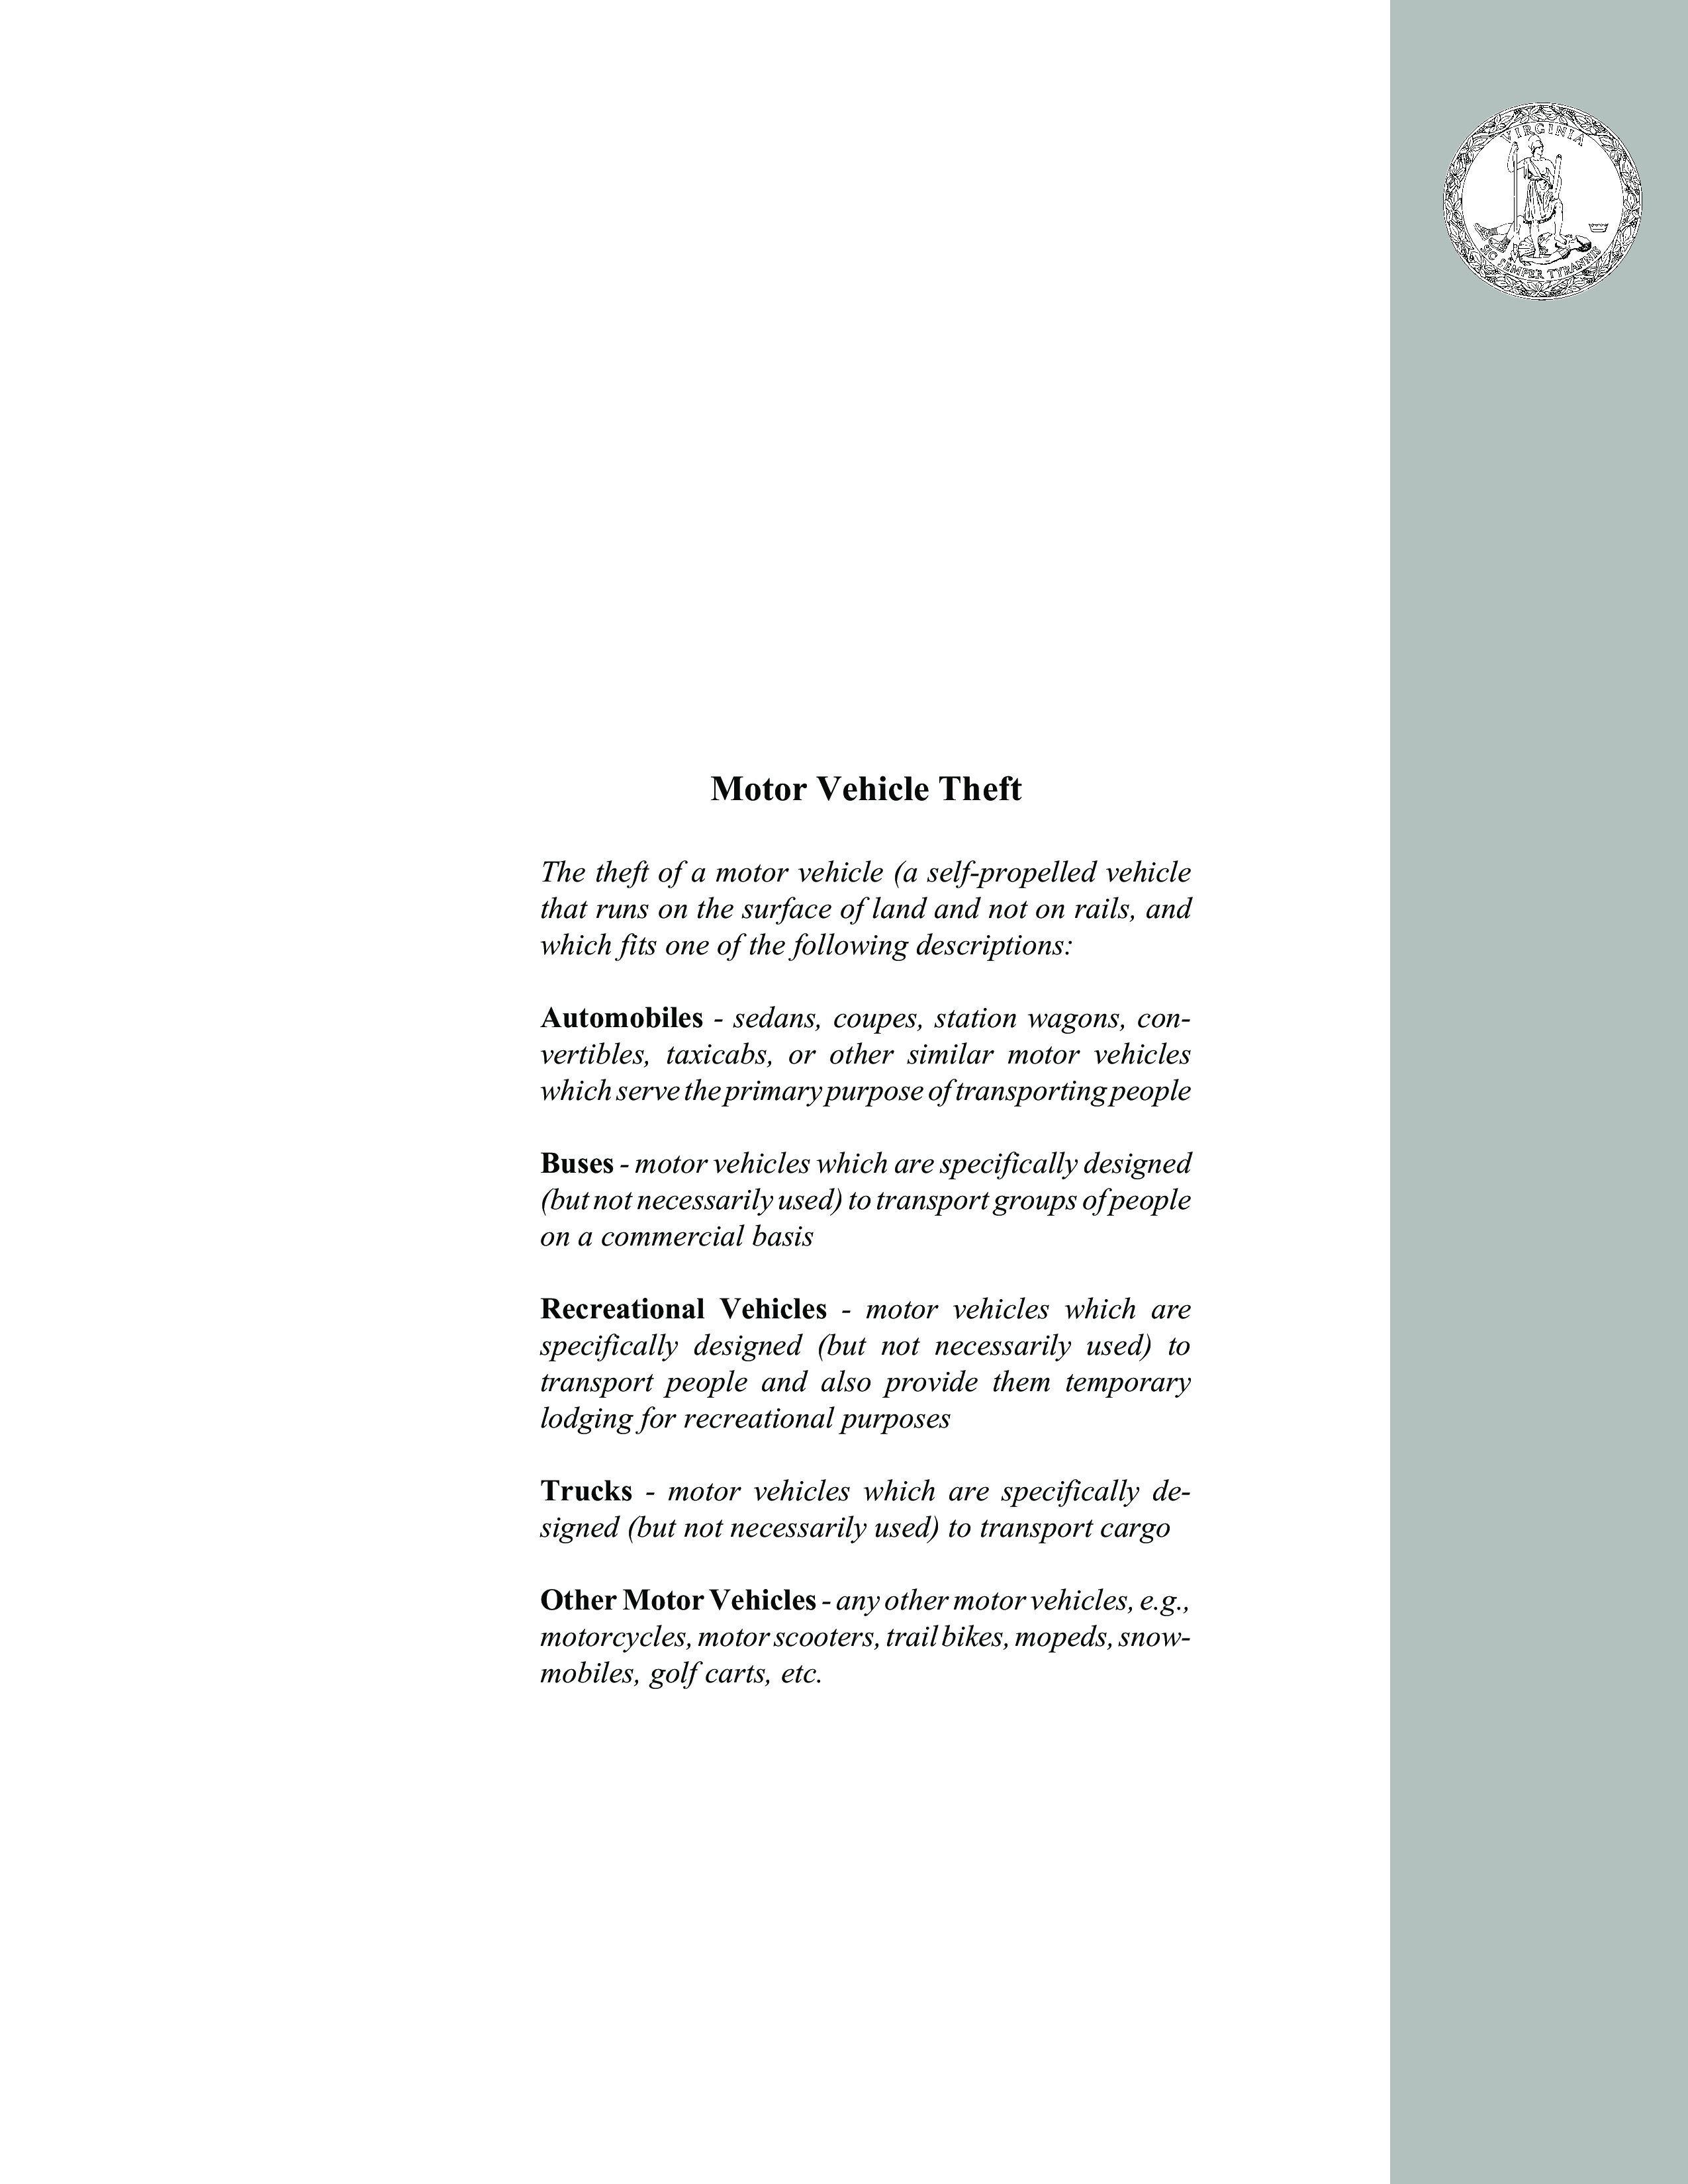 VIRGINIA
SIC SEMPER TYRANNIS
Motor Vehicle Theft
The theft of a motor vehicle (a self-propelled vehicle
that runs on the surface of land and not on rails, and
which fits one of the following descriptions:
Automobiles - sedans, coupes, station wagons, con-
vertibles, taxicabs, or other similar motor vehicles
which serve the primary purpose of transporting people
Buses - motor vehicles which are specifically designed
(but not necessarily used) to transport groups of people
on a commercial basis
Recreational Vehicles - motor vehicles which are
specifically designed (but not necessarily used) to
transport people and also provide them temporary
lodging for recreational purposes
Trucks - motor vehicles which are specifically de-
signed (but not necessarily used) to transport cargo
Other Motor Vehicles - any other motor vehicles, e.g.,
motorcycles, motor scooters, trail bikes, mopeds, snow-
mobiles, golf carts, etc.